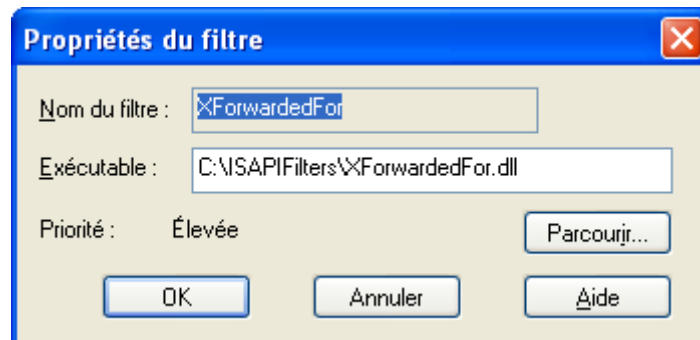 Propriétés du filtre
Nom du filtre : XForwardedFor
Exécutable : C:\ISAPIFilters\XForwardedFor.dll
Priorité : Élevée Parcourir...
OK Annuler Aide